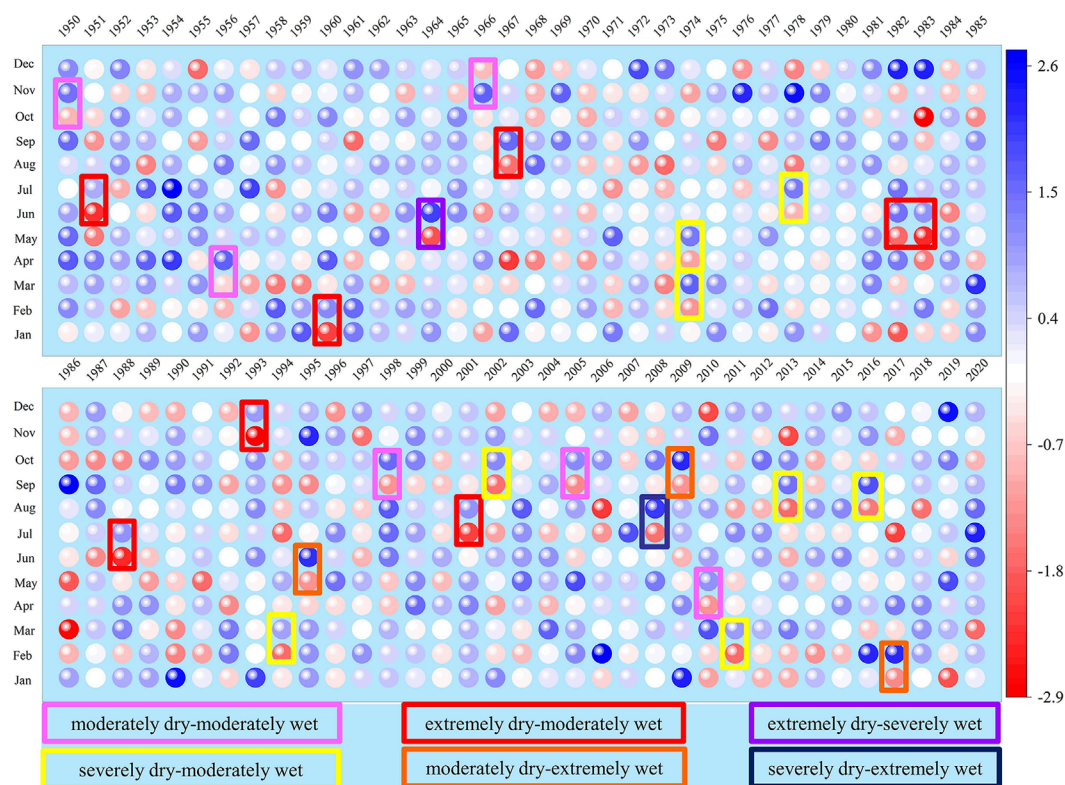 1950 1951 1952 1953 1954 1955 1956 1957 1958 1959 1960 1961 1962 1963 1964 1965 1966 1967 1968 1969 1970 1971 1972 1973 1974 1975 1976 1977 1978 1979 1980 1981 1982 1983 1984 1985
Dec
Nov
Oct
Sep
Aug
Jul
Jun
May
Apr
Mar
Feb
Jan
1986 1987 1988 1989 1990 1991 1992 1993 1994 1995 1996 1997 1998 1999 2000 2001 2002 2003 2004 2005 2006 2007 2008 2009 2010 2011 2012 2013 2014 2015 2016 2017 2018 2019 2020
Dec
Nov
Oct
Sep
Aug
Jul
Jun
May
Apr
Mar
Feb
Jan
2.6
1.5
0.4
-0.7
-1.8
-2.9
moderately dry-moderately wet
extremely dry-moderately wet
extremely dry-severely wet
severely dry-moderately wet
moderately dry-extremely wet
severely dry-extremely wet